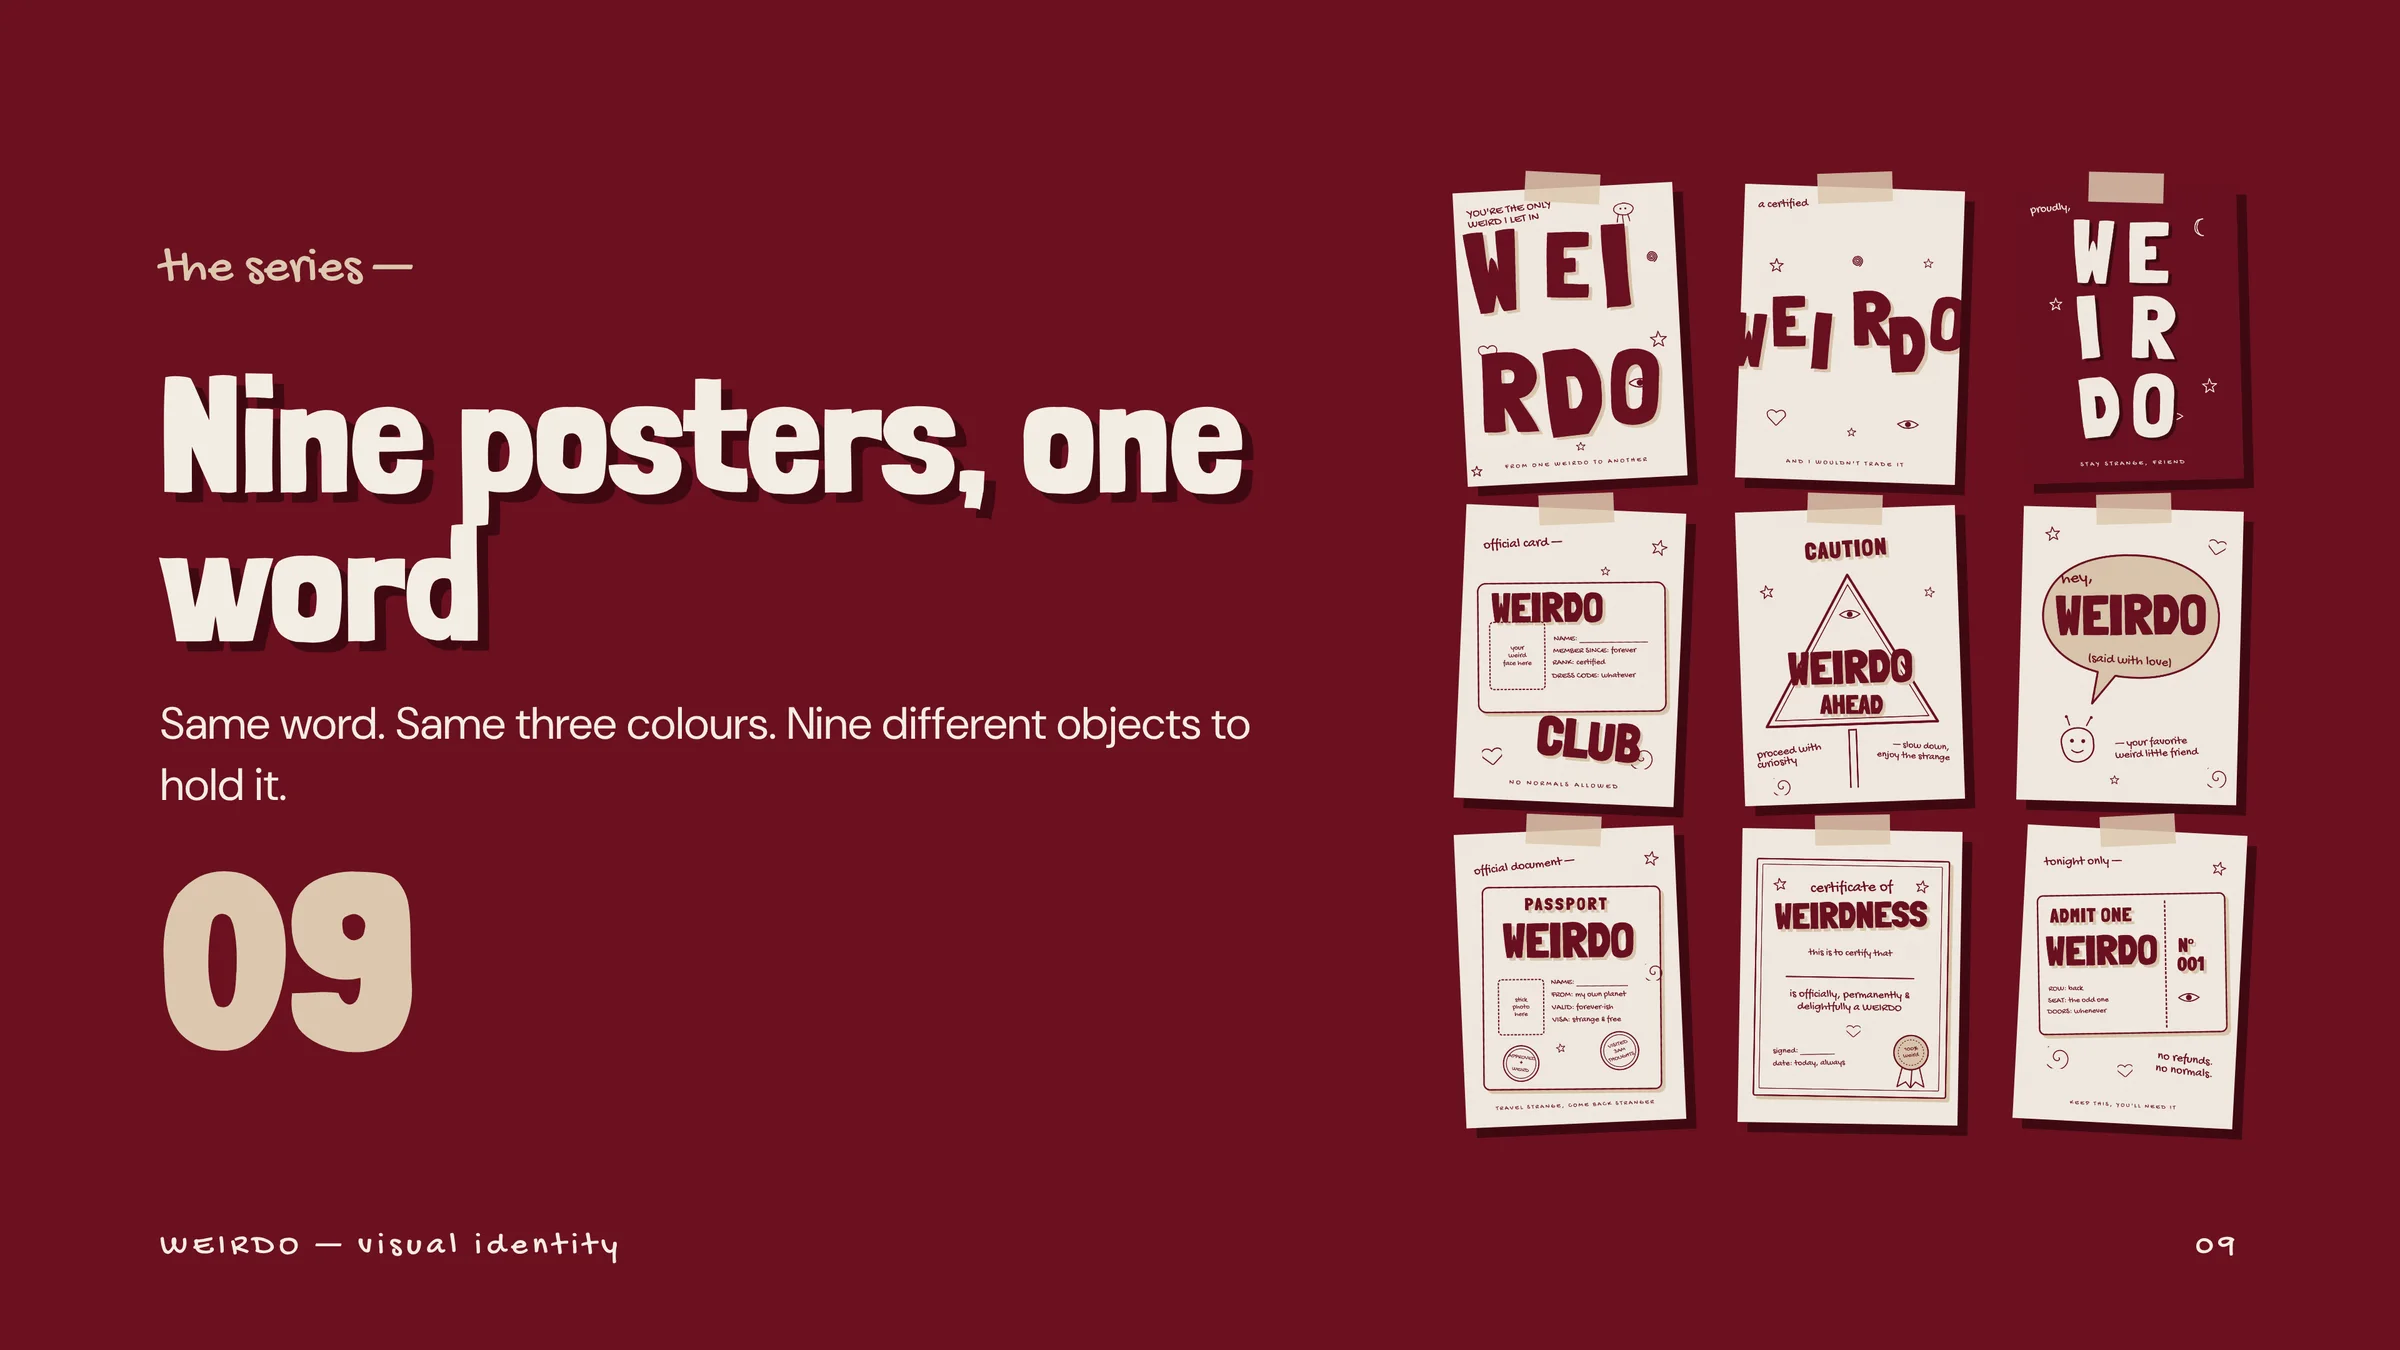 the series —
Nine posters, one
word
Same word. Same three colours. Nine different objects to
hold it.
09
YOU'RE THE ONLY
WEIRD I LET IN
WEI
RDO
FROM ONE WEIRDO TO ANOTHER
a certified
WEIRDO
AND I WOULDN'T TRADE IT
proudly,
WE
IR
DO
STAY STRANGE, FRIEND
official card —
WEIRDO
your
weird
face here
NAME:
MEMBER SINCE: forever
RANK: certified
DRESS CODE: whatever
CLUB
NO NORMALS ALLOWED
CAUTION
WEIRDO
AHEAD
proceed with
curiosity
— slow down,
enjoy the strange
hey,
WEIRDO
(said with love)
— your favorite
weird little friend
official document —
PASSPORT
WEIRDO
stick
photo
here
NAME:
FROM: my own planet
VALID: forever-ish
VISA: strange & free
APPROVED
WEIRD
VISITED
3AM
THOUGHTS
TRAVEL STRANGE, COME BACK STRANGER
certificate of
WEIRDNESS
this is to certify that
is officially, permanently &
delightfully a WEIRDO
signed:
date: today, always
100%
weird
tonight only —
ADMIT ONE
WEIRDO
ROW: back
SEAT: the odd one
DOORS: whenever
Nº
001
no refunds.
no normals.
KEEP THIS, YOU'LL NEED IT
WEIRDO — visual identity
09